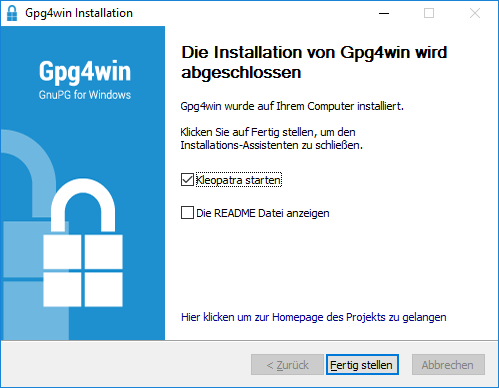 Gpg4win Installation
Gpg4win
GnuPG for Windows
Die Installation von Gpg4win wird
abgeschlossen
Gpg4win wurde auf Ihrem Computer installiert.
Klicken Sie auf Fertig stellen, um den
Installations-Assistenten zu schließen.
Kleopatra starten
Die README Datei anzeigen
Hier klicken um zur Homepage des Projekts zu gelangen
< Zurück
Fertig stellen
Abbrechen